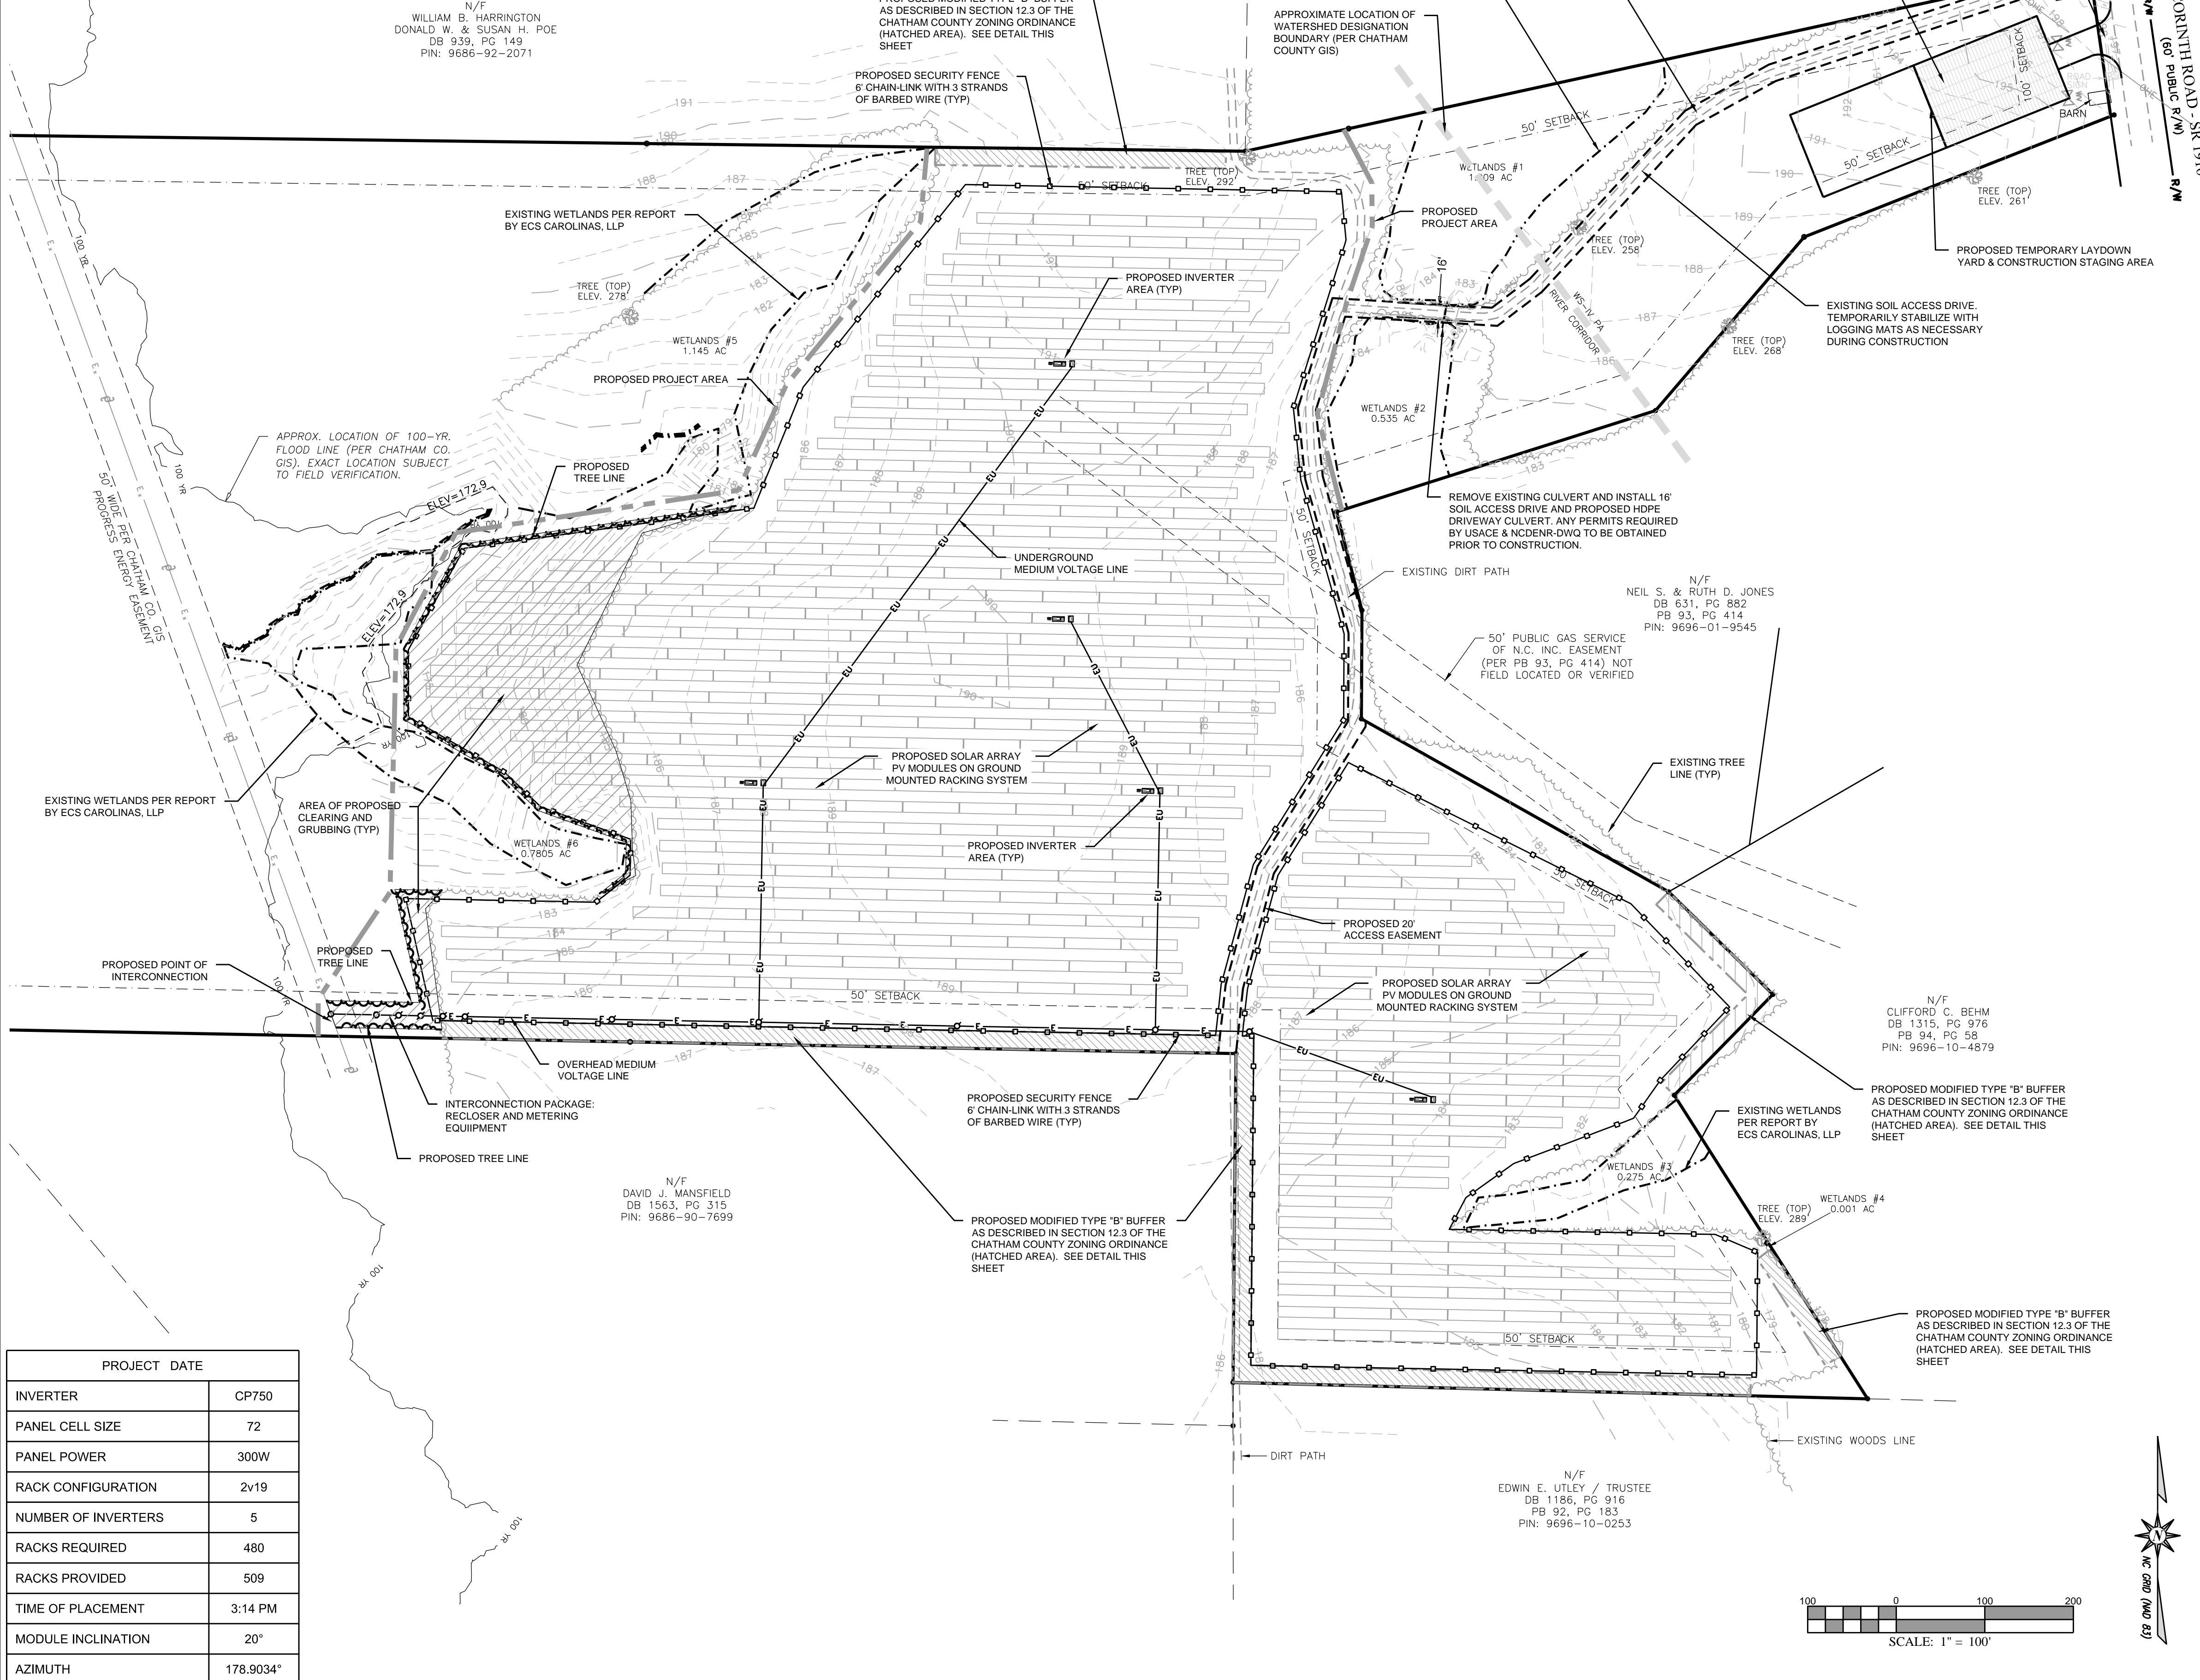 N/F
WILLIAM B. HARRINGTON
DONALD W. & SUSAN H. POE
DB 939, PG 149
PIN: 9686-92-2071
PROPOSED MODIFIED TYPE "B" BUFFER
AS DESCRIBED IN SECTION 12.3 OF THE
CHATHAM COUNTY ZONING ORDINANCE
(HATCHED AREA). SEE DETAIL THIS
SHEET
APPROXIMATE LOCATION OF
WATERSHED DESIGNATION
BOUNDARY (PER CHATHAM
COUNTY GIS)
CORINTH ROAD - SR 1916
(60' PUBLIC R/W)
R/W
R/W
PROPOSED SECURITY FENCE
6' CHAIN-LINK WITH 3 STRANDS
OF BARBED WIRE (TYP)
100' SETBACK
50' SETBACK
50' SETBACK
BARN
TREE (TOP)
ELEV. 261'
TREE (TOP)
ELEV. 292'
50' SETBACK
WETLANDS #1
EXISTING WETLANDS PER REPORT
BY ECS CAROLINAS, LLP
PROPOSED
PROJECT AREA
TREE (TOP)
ELEV. 258'
PROPOSED TEMPORARY LAYDOWN
YARD & CONSTRUCTION STAGING AREA
16'
PROPOSED INVERTER
AREA (TYP)
TREE (TOP)
ELEV. 278'
WS-IV PA
RIVER CORRIDOR
EXISTING SOIL ACCESS DRIVE.
TEMPORARILY STABILIZE WITH
LOGGING MATS AS NECESSARY
DURING CONSTRUCTION
TREE (TOP)
ELEV. 268'
WETLANDS #5
1.145 AC
PROPOSED PROJECT AREA
WETLANDS #2
0.535 AC
APPROX. LOCATION OF 100-YR.
FLOOD LINE (PER CHATHAM CO.
GIS). EXACT LOCATION SUBJECT
TO FIELD VERIFICATION.
PROPOSED
TREE LINE
ELEV=172.9
ELEV=172.9
100 YR
100 YR
50' WIDE PER CHATHAM CO. GIS
PROGRESS ENERGY EASEMENT
REMOVE EXISTING CULVERT AND INSTALL 16'
SOIL ACCESS DRIVE AND PROPOSED HDPE
DRIVEWAY CULVERT. ANY PERMITS REQUIRED
BY USACE & NCDENR-DWQ TO BE OBTAINED
PRIOR TO CONSTRUCTION.
50' SETBACK
UNDERGROUND
MEDIUM VOLTAGE LINE
EXISTING DIRT PATH
N/F
NEIL S. & RUTH D. JONES
DB 631, PG 882
PB 93, PG 414
PIN: 9696-01-9545
50' PUBLIC GAS SERVICE
OF N.C. INC. EASEMENT
(PER PB 93, PG 414) NOT
FIELD LOCATED OR VERIFIED
PROPOSED SOLAR ARRAY
PV MODULES ON GROUND
MOUNTED RACKING SYSTEM
EXISTING TREE
LINE (TYP)
EXISTING WETLANDS PER REPORT
BY ECS CAROLINAS, LLP
AREA OF PROPOSED
CLEARING AND
GRUBBING (TYP)
WETLANDS #6
0.7805 AC
PROPOSED INVERTER
AREA (TYP)
50' SETBACK
PROPOSED 20'
ACCESS EASEMENT
PROPOSED
TREE LINE
PROPOSED POINT OF
INTERCONNECTION
100 YR
50' SETBACK
PROPOSED SOLAR ARRAY
PV MODULES ON GROUND
MOUNTED RACKING SYSTEM
N/F
CLIFFORD C. BEHM
DB 1315, PG 976
PB 94, PG 58
PIN: 9696-10-4879
OVERHEAD MEDIUM
VOLTAGE LINE
INTERCONNECTION PACKAGE:
RECLOSER AND METERING
EQUIIPMENT
PROPOSED TREE LINE
PROPOSED SECURITY FENCE
6' CHAIN-LINK WITH 3 STRANDS
OF BARBED WIRE (TYP)
EXISTING WETLANDS
PER REPORT BY
ECS CAROLINAS, LLP
PROPOSED MODIFIED TYPE "B" BUFFER
AS DESCRIBED IN SECTION 12.3 OF THE
CHATHAM COUNTY ZONING ORDINANCE
(HATCHED AREA). SEE DETAIL THIS
SHEET
N/F
DAVID J. MANSFIELD
DB 1563, PG 315
PIN: 9686-90-7699
WETLANDS #3
0.275 AC
WETLANDS #4
0.001 AC
TREE (TOP)
ELEV. 289'
PROPOSED MODIFIED TYPE "B" BUFFER
AS DESCRIBED IN SECTION 12.3 OF THE
CHATHAM COUNTY ZONING ORDINANCE
(HATCHED AREA). SEE DETAIL THIS
SHEET
100 YR
50' SETBACK
PROPOSED MODIFIED TYPE "B" BUFFER
AS DESCRIBED IN SECTION 12.3 OF THE
CHATHAM COUNTY ZONING ORDINANCE
(HATCHED AREA). SEE DETAIL THIS
SHEET
DIRT PATH
EXISTING WOODS LINE
N/F
EDWIN E. UTLEY / TRUSTEE
DB 1186, PG 916
PB 92, PG 183
PIN: 9696-10-0253
100 YR
PROJECT DATE
INVERTER CP750
PANEL CELL SIZE 72
PANEL POWER 300W
RACK CONFIGURATION 2v19
NUMBER OF INVERTERS 5
RACKS REQUIRED 480
RACKS PROVIDED 509
TIME OF PLACEMENT 3:14 PM
MODULE INCLINATION 20°
AZIMUTH 178.9034°
N
NC GRID (NAD 83)
100 0 100 200
SCALE: 1" = 100'